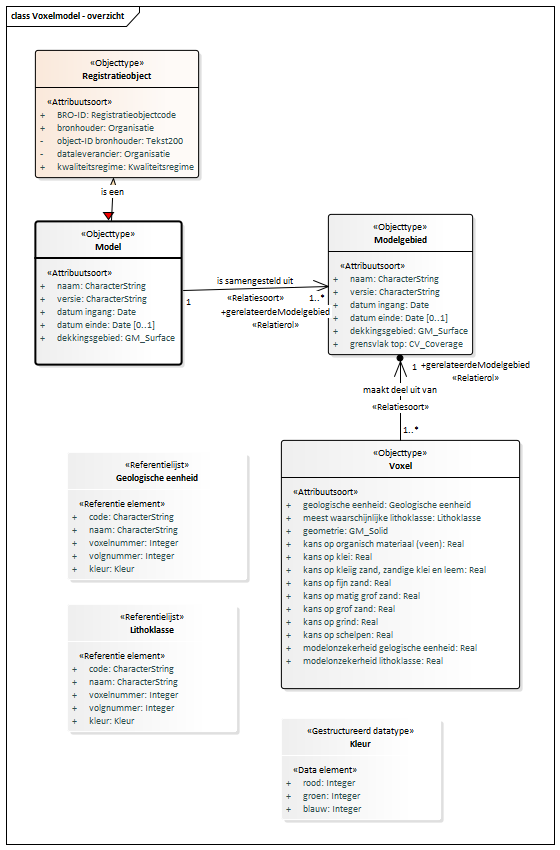 class Voxelmodel - overzicht
«Objecttype»
Registratieobject
«Attribuutsoort»
+ BRO-ID: Registratieobjectcode
+ bronhouder: Organisatie
- object-ID bronhouder: Tekst200
- dataleverancier: Organisatie
+ kwaliteitsregime: Kwaliteitsregime
is een
«Objecttype»
Model
«Attribuutsoort»
+ naam: CharacterString
+ versie: CharacterString
+ datum ingang: Date
+ datum einde: Date [0..1]
+ dekkingsgebied: GM_Surface
is samengesteld uit
1
«Relatiesoort»
1..*
+gerelateerdeModelgebied
«Relatierol»
«Objecttype»
Modelgebied
«Attribuutsoort»
+ naam: CharacterString
+ versie: CharacterString
+ datum ingang: Date
+ datum einde: Date [0..1]
+ dekkingsgebied: GM_Surface
+ grensvlak top: CV_Coverage
1
+gerelateerdeModelgebied
«Relatierol»
maakt deel uit van
«Relatiesoort»
1..*
«Objecttype»
Voxel
«Attribuutsoort»
+ geologische eenheid: Geologische eenheid
+ meest waarschijnlijke lithoklasse: Lithoklasse
+ geometrie: GM_Solid
+ kans op organisch materiaal (veen): Real
+ kans op klei: Real
+ kans op kleiig zand, zandige klei en leem: Real
+ kans op fijn zand: Real
+ kans op matig grof zand: Real
+ kans op grof zand: Real
+ kans op grind: Real
+ kans op schelpen: Real
+ modelonzekerheid gelogische eenheid: Real
+ modelonzekerheid lithoklasse: Real
«Referentielijst»
Geologische eenheid
«Referentie element»
+ code: CharacterString
+ naam: CharacterString
+ voxelnummer: Integer
+ volgnummer: Integer
+ kleur: Kleur
«Referentielijst»
Lithoklasse
«Referentie element»
+ code: CharacterString
+ naam: CharacterString
+ voxelnummer: Integer
+ volgnummer: Integer
+ kleur: Kleur
«Gestructureerd datatype»
Kleur
«Data element»
+ rood: Integer
+ groen: Integer
+ blauw: Integer